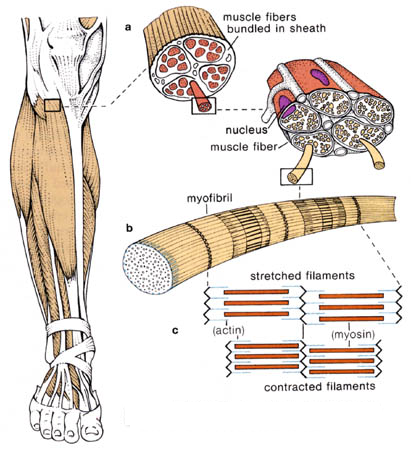 a
muscle fibers
bundled in sheath
nucleus
muscle fiber
myofibril
b
stretched filaments
c
(actin)
(myosin)
contracted filaments